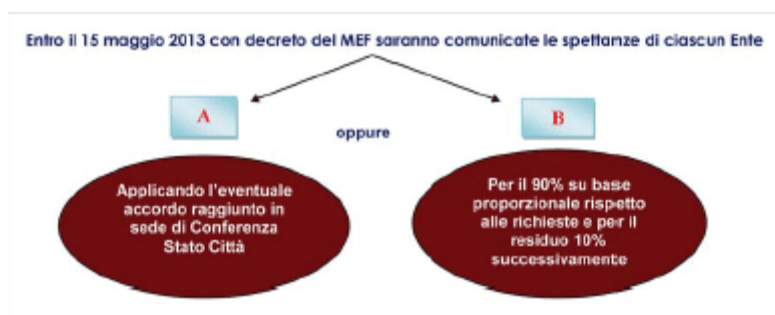 Entro il 15 maggio 2013 con decreto del MEF saranno comunicate le spettanze di ciascun Ente
A
oppure
B
Applicando l'eventuale
accordo raggiunto in
sede di Conferenza
Stato Città
Per il 90% su base
proporzionale rispetto
alle richieste e per il
residuo 10%
successivamente